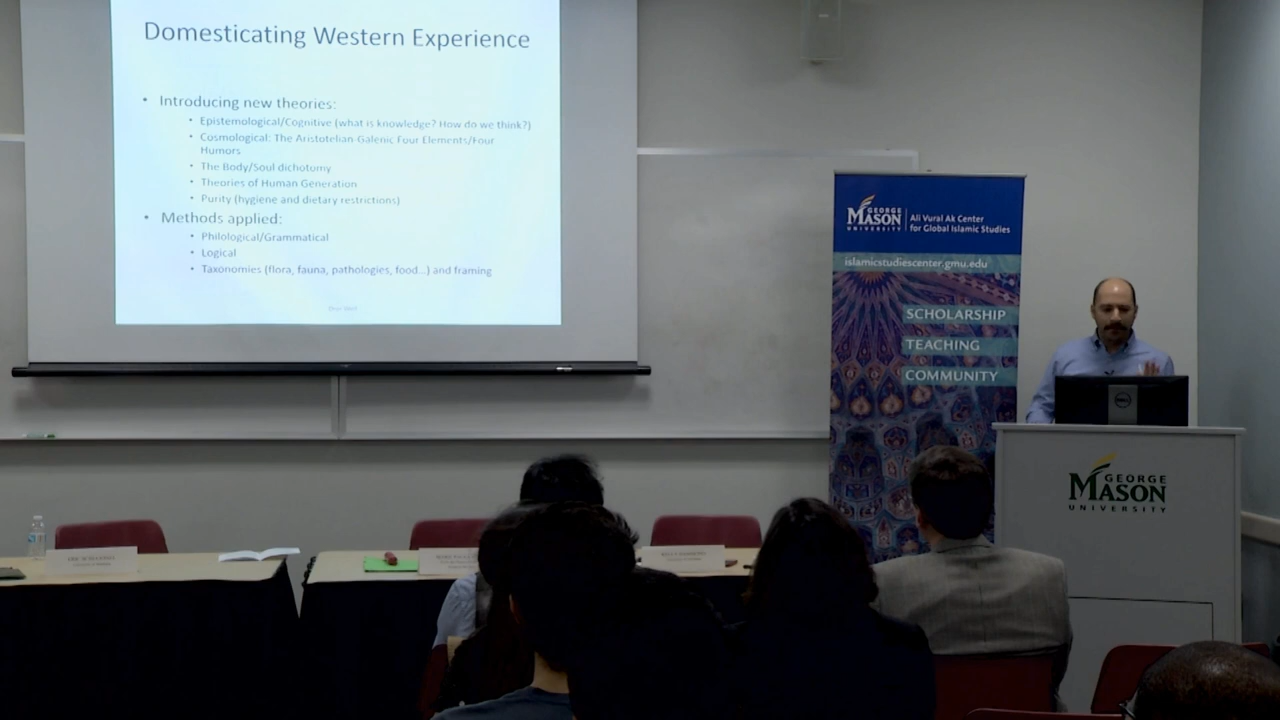 Domesticating Western Experience
• Introducing new theories:
• Epistemological/Cognitive (what is knowledge? How do we think?)
• Cosmological: The Aristotelian-Galenic Four Elements/Four
Humors
• The Body/Soul dichotomy
• Theories of Human Generation
• Purity (hygiene and dietary restrictions)
• Methods applied:
• Philological/Grammatical
• Logical
• Taxonomies (flora, fauna, pathologies, food...) and framing
GEORGE
MASON
UNIVERSITY
Ali Vural Ak Center
for Global Islamic Studies
islamicstudiescenter.gmu.edu
SCHOLARSHIP
TEACHING
COMMUNITY
DELL
GEORGE
MASON
UNIVERSITY